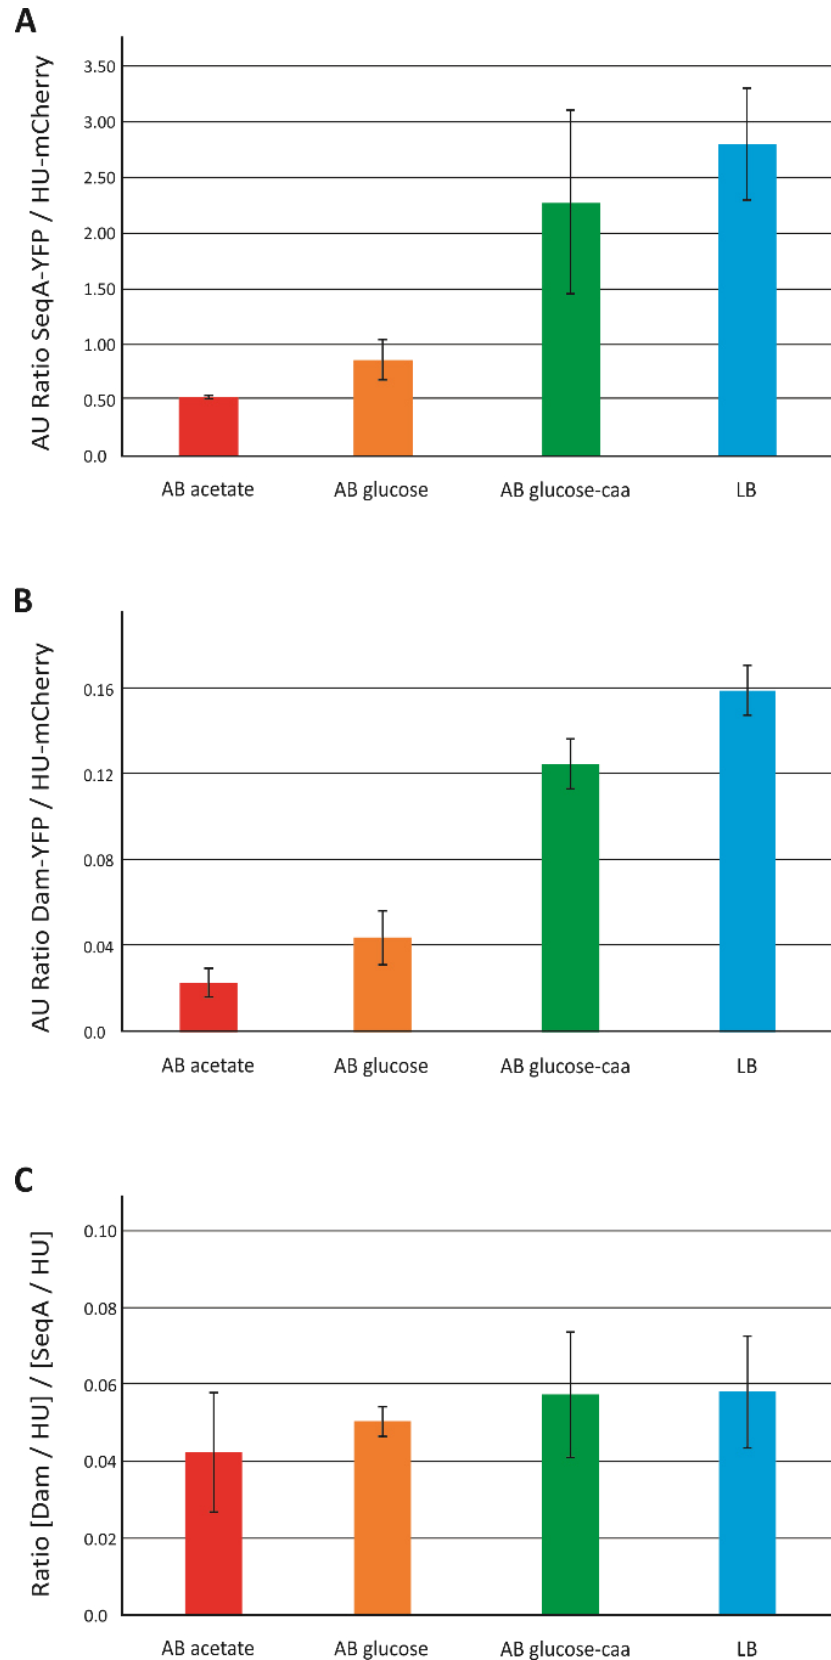 A
AU Ratio SeqA-YFP / HU-mCherry
3.50
3.00
2.50
2.00
1.50
1.00
0.50
0.0
AB acetate AB glucose AB glucose-caa LB
B
AU Ratio Dam-YFP / HU-mCherry
0.16
0.12
0.08
0.04
0.0
AB acetate AB glucose AB glucose-caa LB
C
Ratio [Dam / HU] / [SeqA / HU]
0.10
0.08
0.06
0.04
0.02
0.0
AB acetate AB glucose AB glucose-caa LB